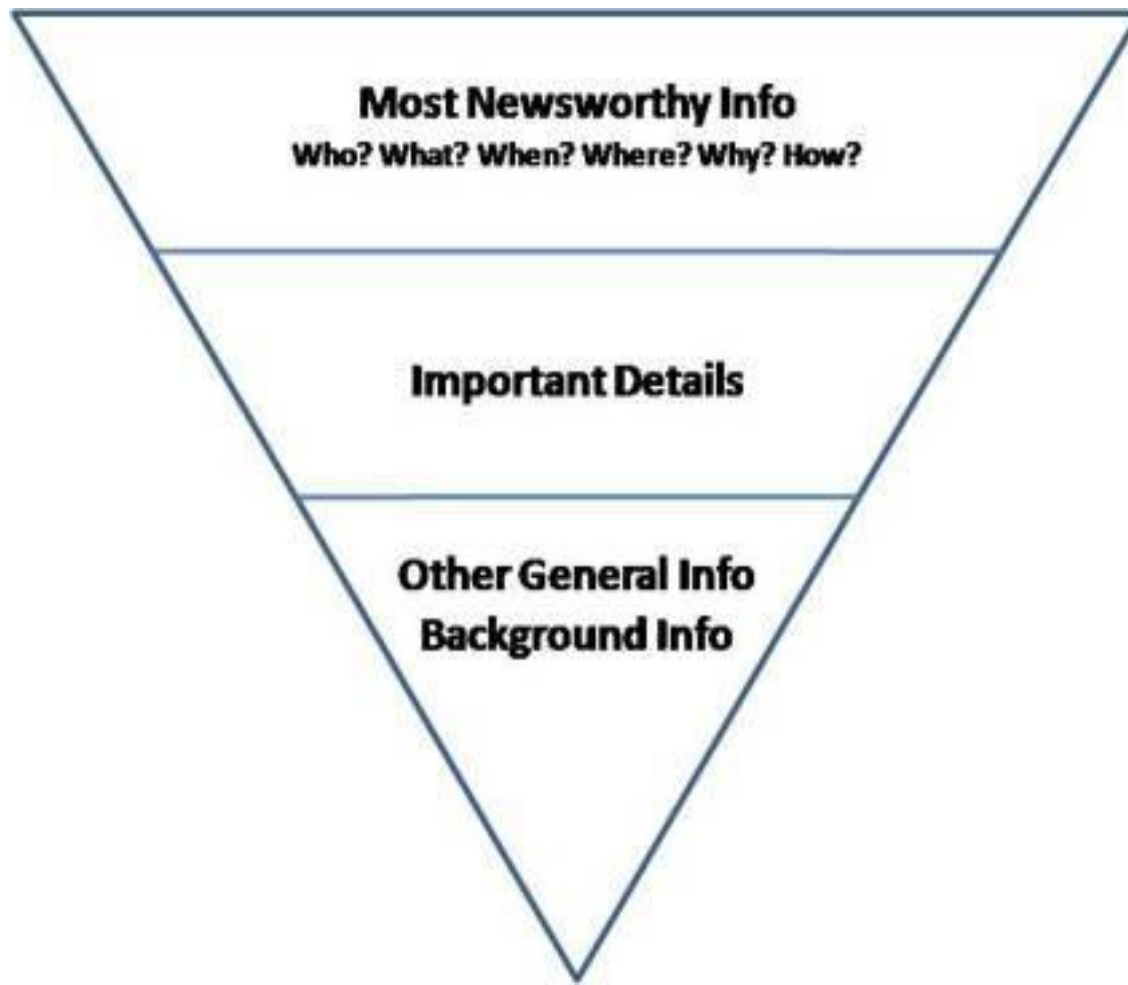 Most Newsworthy Info
Who? What? When? Where? Why? How?
Important Details
Other General Info
Background Info